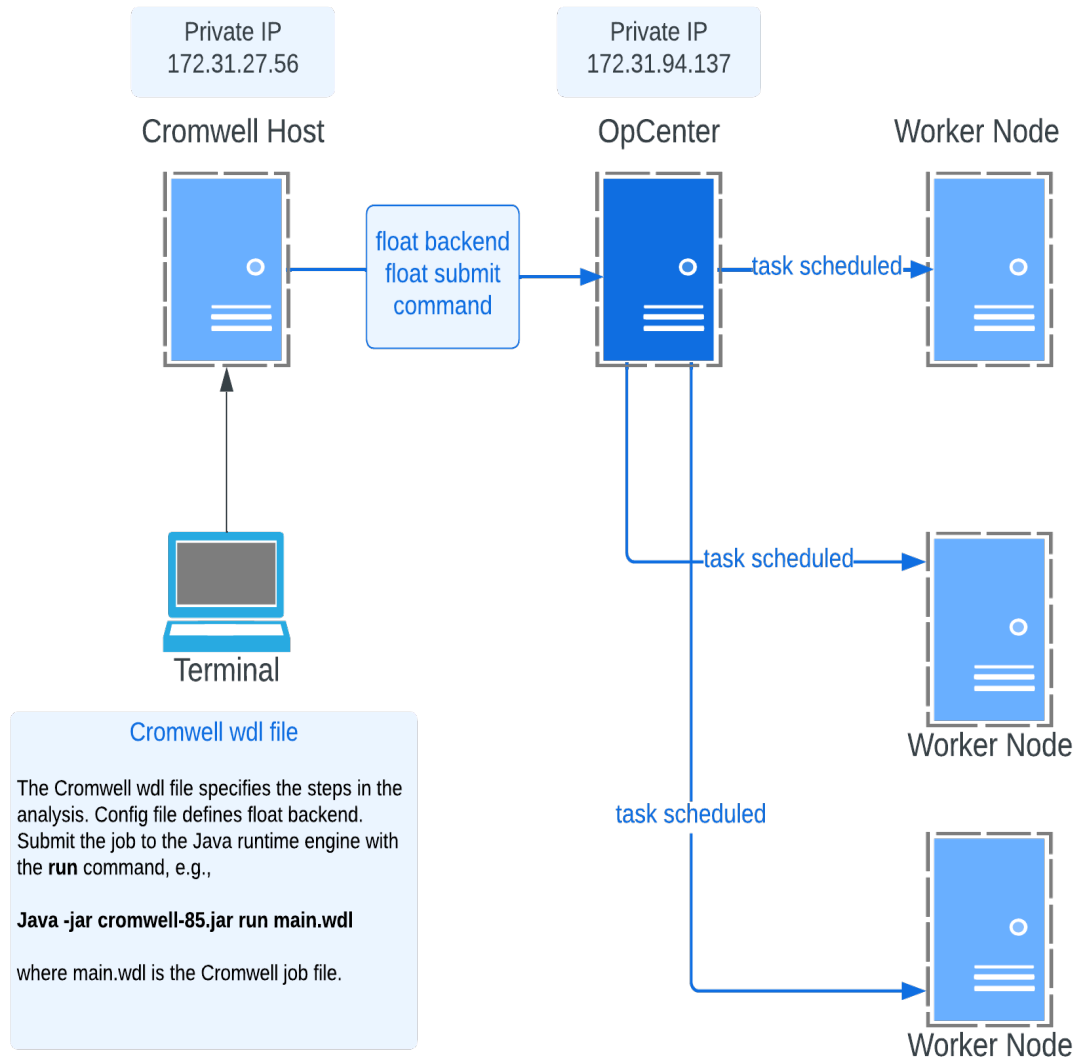 Private IP
172.31.27.56
Private IP
172.31.94.137
Cromwell Host
OpCenter
Worker Node
float backend
float submit
command
task scheduled
task scheduled
Worker Node
Terminal
Cromwell wdl file
The Cromwell wdl file specifies the steps in the
analysis. Config file defines float backend.
Submit the job to the Java runtime engine with
the run command, e.g.,
Java -jar cromwell-85.jar run main.wdl
where main.wdl is the Cromwell job file.
task scheduled
Worker Node